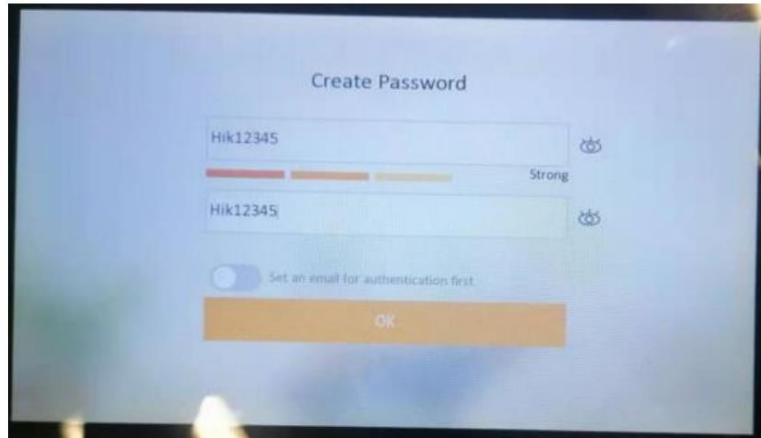 Create Password
Hik12345
Strong
Hik12345
Set an email for authentication first
OK